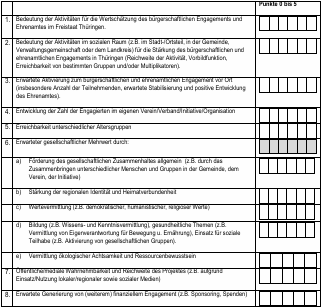 Punkte 0 bis 5
1. Bedeutung der Aktivitäten für die Wertschätzung des bürgerschaftlichen Engagements und
Ehrenamtes im Freistaat Thüringen.
2. Bedeutung der Aktivitäten im sozialen Raum (z.B. im Stadt-/Ortsteil, in der Gemeinde,
Verwaltungsgemeinschaft oder dem Landkreis) für die Stärkung des bürgerschaftlichen und
ehrenamtlichen Engagements in Thüringen (Reichweite der Aktivität, Vorbildfunktion,
Erreichbarkeit von bestimmten Gruppen und/oder Multiplikatoren).
3. Erwartete Aktivierung zum bürgerschaftlichen und ehrenamtlichen Engagement vor Ort
(insbesondere Anzahl der Teilnehmenden, erwartete Stabilisierung und positive Entwicklung
des Ehrenamtes).
4. Entwicklung der Zahl der Engagierten im eigenen Verein/Verband/Initiative/Organisation
5. Erreichbarkeit unterschiedlicher Altersgruppen
6. Erwarteter gesellschaftlicher Mehrwert durch:
a) Förderung des gesellschaftlichen Zusammenhaltes allgemein (z.B. durch das
Zusammenbringen unterschiedlicher Menschen und Gruppen in der Gemeinde, dem
Verein, der Initiative)
b) Stärkung der regionalen Identität und Heimatverbundenheit
c) Wertevermittlung (z.B. demokratischer, humanistischer, religiöser Werte)
d) Bildung (z.B. Wissens- und Kenntnisvermittlung), gesundheitliche Themen (z.B.
Vermittlung von Eigenverantwortung für Bewegung u. Ernährung), Einsatz für soziale
Teilhabe (z.B. Aktivierung von gesellschaftlichen Gruppen).
e) Vermittlung ökologischer Achtsamkeit und Ressourcenbewusstsein
7. Öffentliche/mediale Wahrnehmbarkeit und Reichweite des Projektes (z.B. aufgrund
Einsatz/Nutzung lokaler/regionaler sowie sozialer Medien)
8. Erwartete Generierung von (weiterem) finanziellem Engagement (z.B. Sponsoring, Spenden)